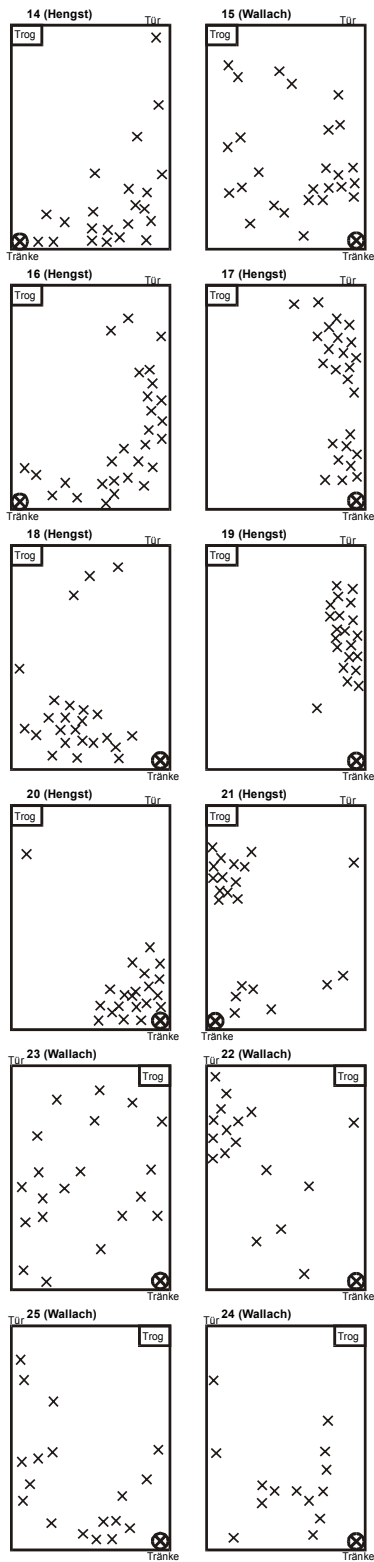 14 (Hengst)
Tür
Trog
Tränke
15 (Wallach)
Tür
Trog
Tränke
16 (Hengst)
Tür
Trog
Tränke
17 (Hengst)
Tür
Trog
Tränke
18 (Hengst)
Tür
Trog
Tränke
19 (Hengst)
Tür
Trog
20 (Hengst)
Tür
Trog
Tränke
21 (Hengst)
Tür
Trog
Tränke
Tür 23 (Wallach)
Trog
Tränke
Tür 22 (Wallach)
Trog
Tränke
Tür 25 (Wallach)
Trog
Tränke
Tür 24 (Wallach)
Trog
Tränke